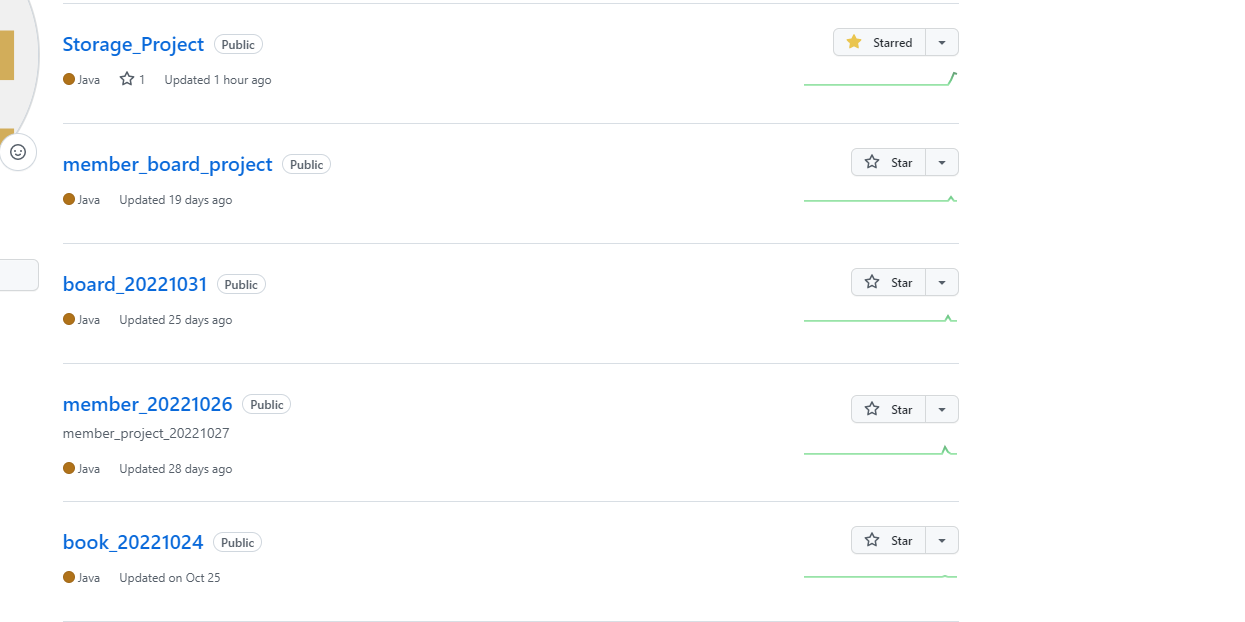 Storage_Project Public Starred
Java 1 Updated 1 hour ago
member_board_project Public Star
Java Updated 19 days ago
board_20221031 Public Star
Java Updated 25 days ago
member_20221026 Public Star
member_project_20221027
Java Updated 28 days ago
book_20221024 Public Star
Java Updated on Oct 25